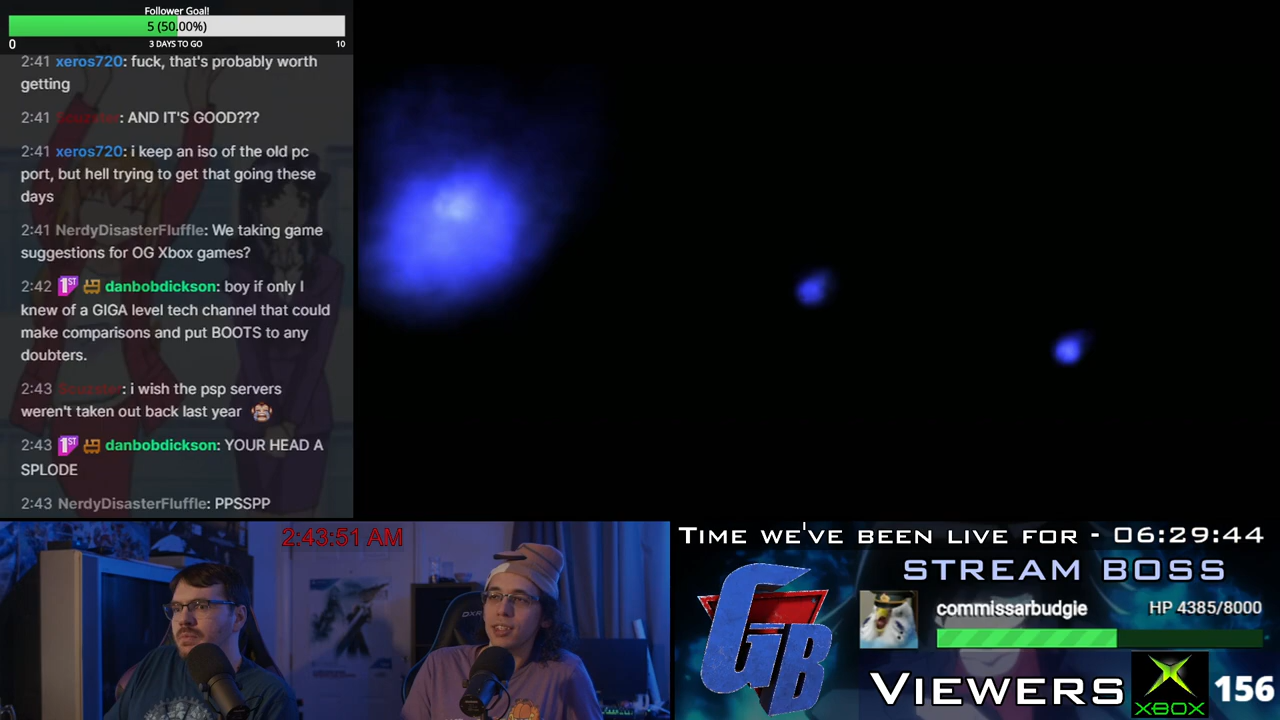 Follower Goal!
5 (50.00%)
0
3 DAYS TO GO
10
2:41 xeros720: fuck, that's probably worth
getting
2:41 Scuzster: AND IT'S GOOD???
2:41 xeros720: i keep an iso of the old pc
port, but hell trying to get that going these
days
2:41 NerdyDisasterFluffle: We taking game
suggestions for OG Xbox games?
2:42 1ST danbobdickson: boy if only I
knew of a GIGA level tech channel that could
make comparisons and put BOOTS to any
doubters.
2:43 : i wish the psp servers
weren't taken out back last year
2:43 1ST danbobdickson: YOUR HEAD A
SPLODE
2:43 NerdyDisasterFluffle: PPSSPP
2:43:51 AM
TIME WE'VE BEEN LIVE FOR - 06:29:44
STREAM BOSS
commissarbudgie HP 4385/8000
GB
VIEWERS XBOX 156